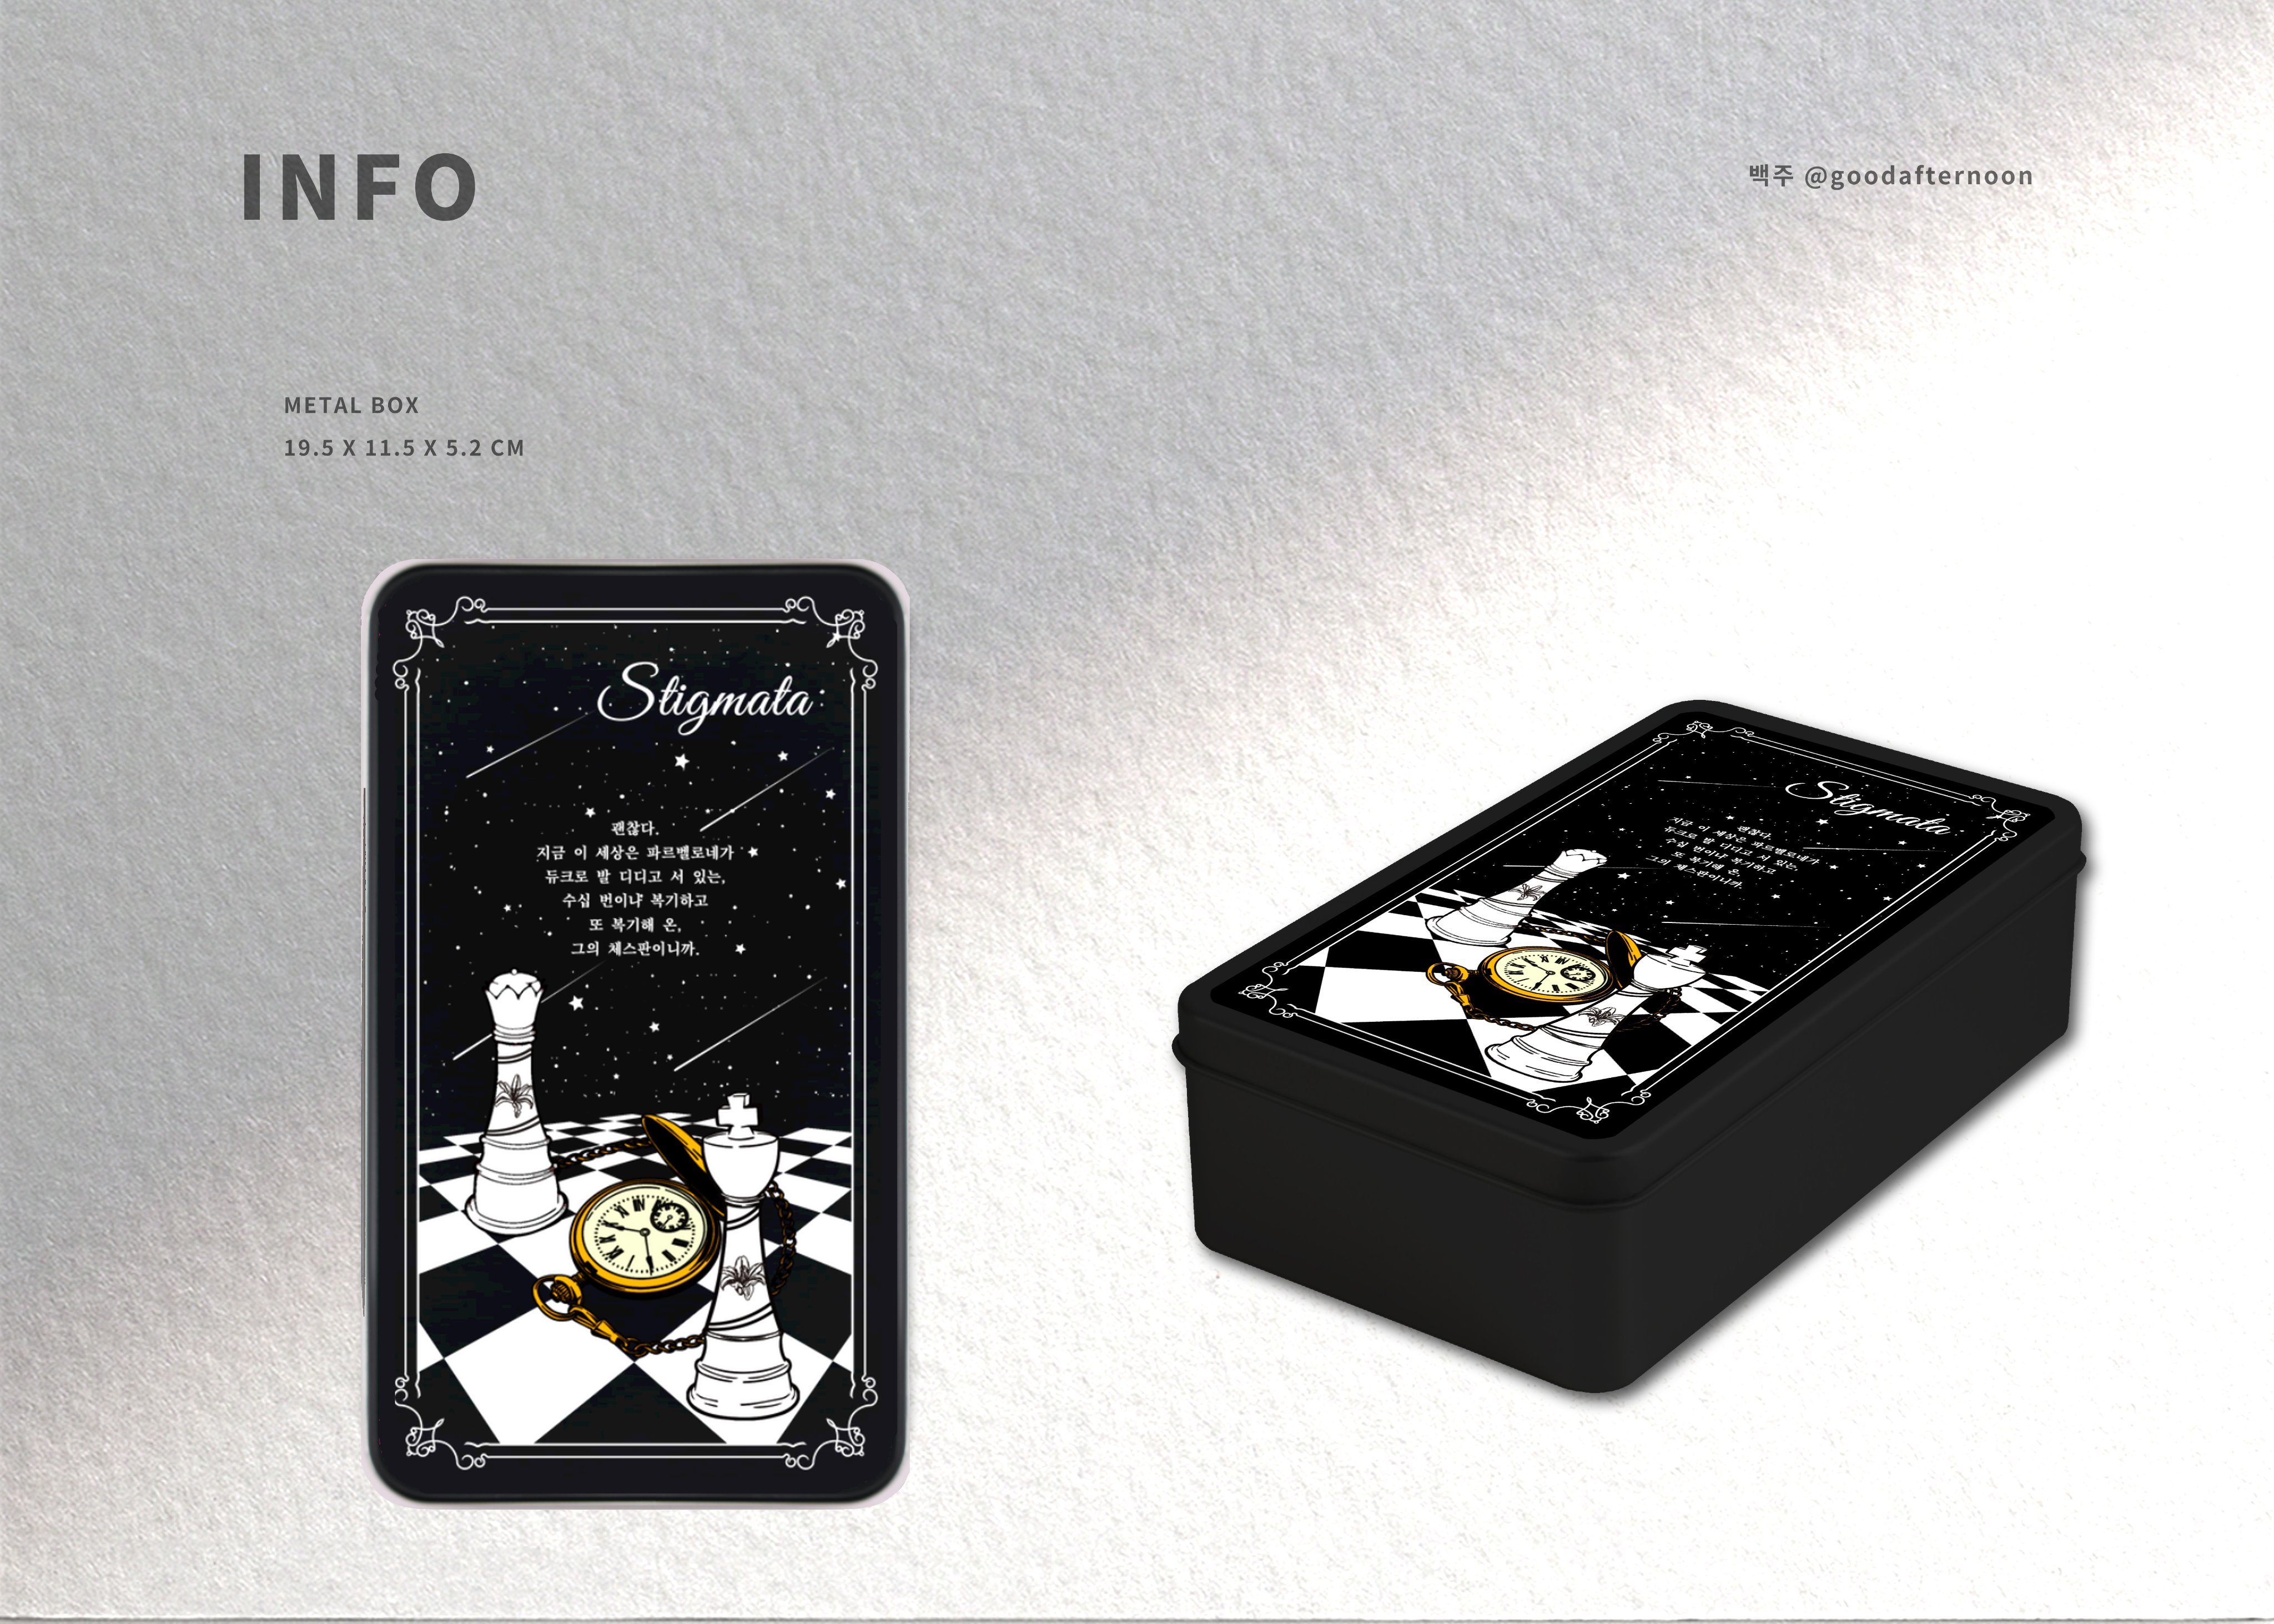 INFO
백주 @goodafternoon
METAL BOX
19.5 X 11.5 X 5.2 CM
Stigmata
괜찮다.
지금 이 세상은 파르벨로네가
듀크로 발 디디고 서 있는,
수십 번이냐 복기하고
또 복기해 온,
그의 체스판이니까.
Stigmata
괜찮다.
지금 이 세상은 파르벨로네가
듀크로 발 디디고 서 있는,
수십 번이냐 복기하고
또 복기해 온,
그의 체스판이니까.